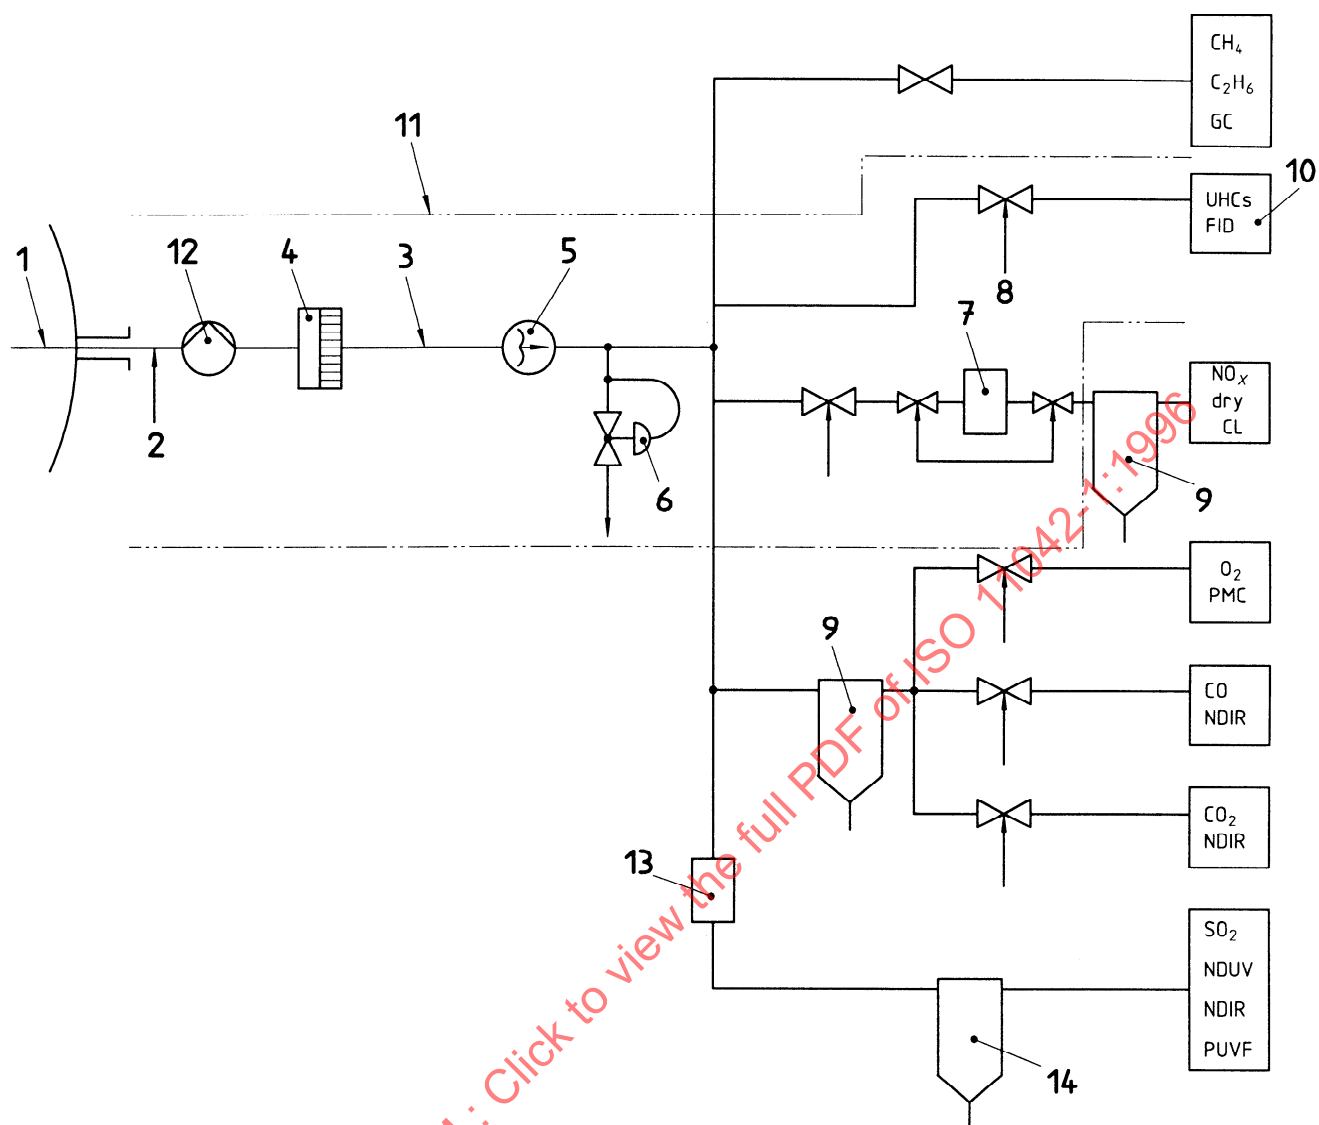 CH4
C2H6
GC
11
10
UHCs
FID
1
12
4
3
5
8
7
NOx
dry
CL
2
6
9
O2
PMC
9
CO
NDIR
CO2
NDIR
13
SO2
NDUV
NDIR
PUVF
14
: Click to view the full PDF of ISO 11042-1:1996